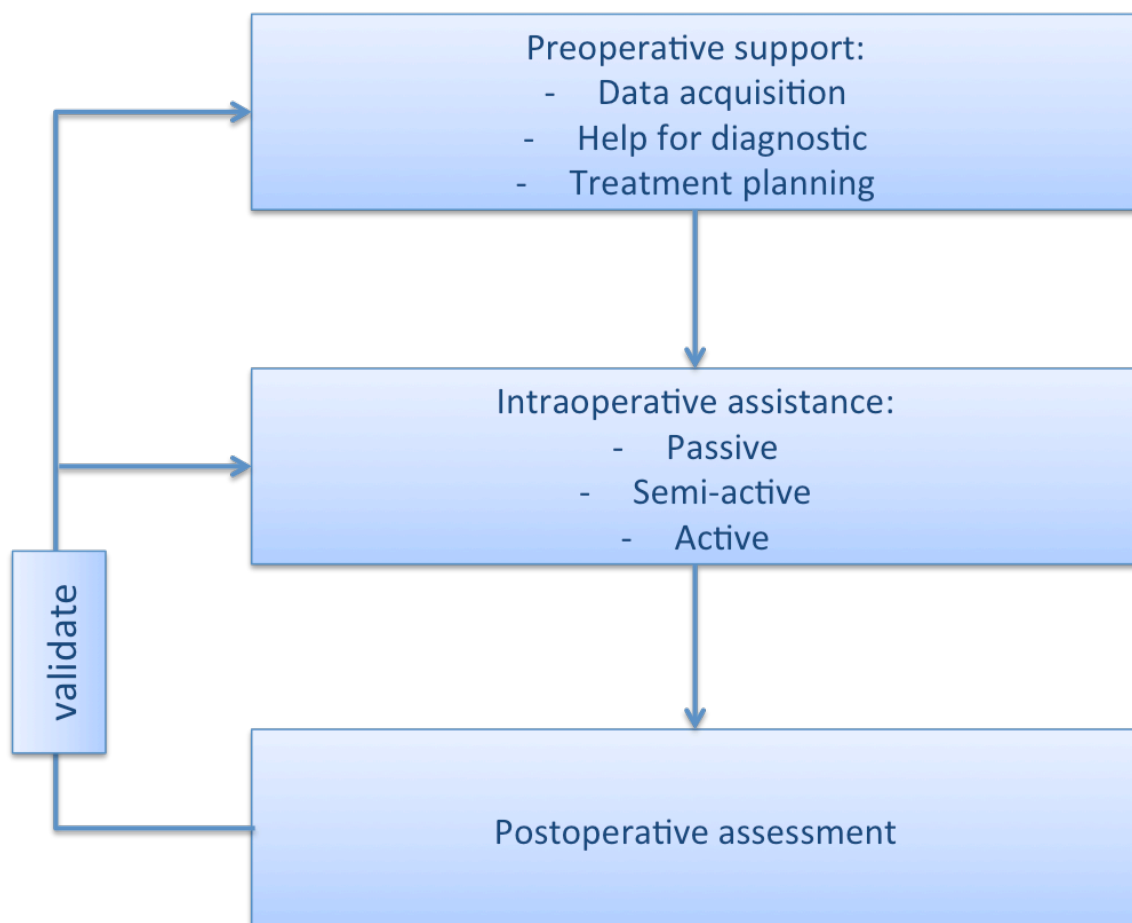 Preoperative support:
- Data acquisition
- Help for diagnostic
- Treatment planning
Intraoperative assistance:
- Passive
- Semi-active
- Active
validate
Postoperative assessment